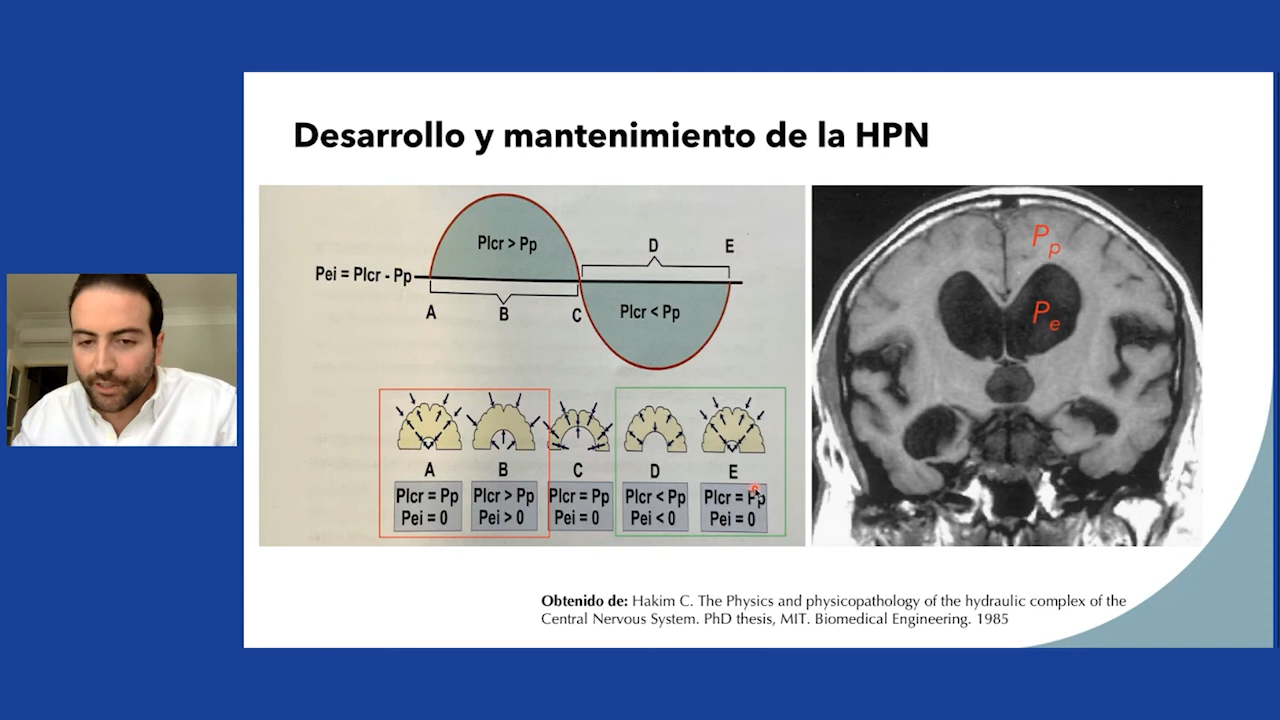 Desarrollo y mantenimiento de la HPN
Plcr > Pp
D
E
Pei = Plcr - Pp
A
B
C
Plcr < Pp
A
B
C
D
E
Plcr = Pp
Pei = 0
Plcr > Pp
Pei > 0
Plcr = Pp
Pei = 0
Plcr < Pp
Pei < 0
Plcr = Pp
Pei = 0
Pp
Pe
Obtenido de: Hakim C. The Physics and physicopathology of the hydraulic complex of the
Central Nervous System. PhD thesis, MIT. Biomedical Engineering. 1985